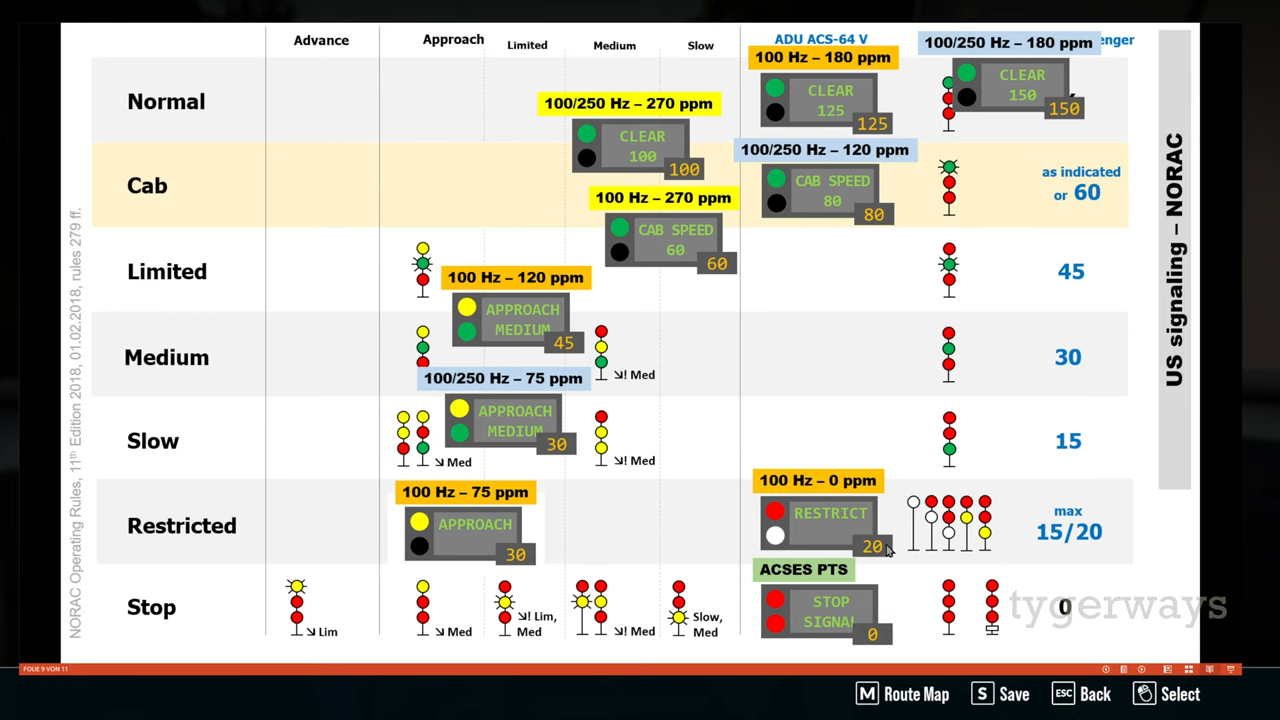 Advance
Approach
Limited
Medium
Slow
ADU ACS-64 V
enger
100/250 Hz – 180 ppm
100 Hz – 180 ppm
CLEAR
125
125
CLEAR
150
150
Normal
100/250 Hz – 270 ppm
CLEAR
100
100
100/250 Hz – 120 ppm
CAB SPEED
80
80
Cab
as indicated
or 60
100 Hz – 270 ppm
CAB SPEED
60
60
Limited
45
100 Hz – 120 ppm
APPROACH
MEDIUM
45
Medium
↘! Med
30
100/250 Hz – 75 ppm
APPROACH
MEDIUM
30
Slow
↘ Med
↘! Med
15
100 Hz – 75 ppm
APPROACH
30
100 Hz – 0 ppm
RESTRICT
20
Restricted
max
15/20
ACSES PTS
STOP
SIGNAL
0
Stop
↘ Lim
↘ Med
↘! Lim,
Med
↘! Med
Slow,
Med
0
tygerways
US signaling – NORAC
NORAC Operating Rules, 11th Edition 2018, 01.02.2018, rules 279 ff.
FOLIE 9 VON 11
M Route Map
S Save
ESC Back
Select